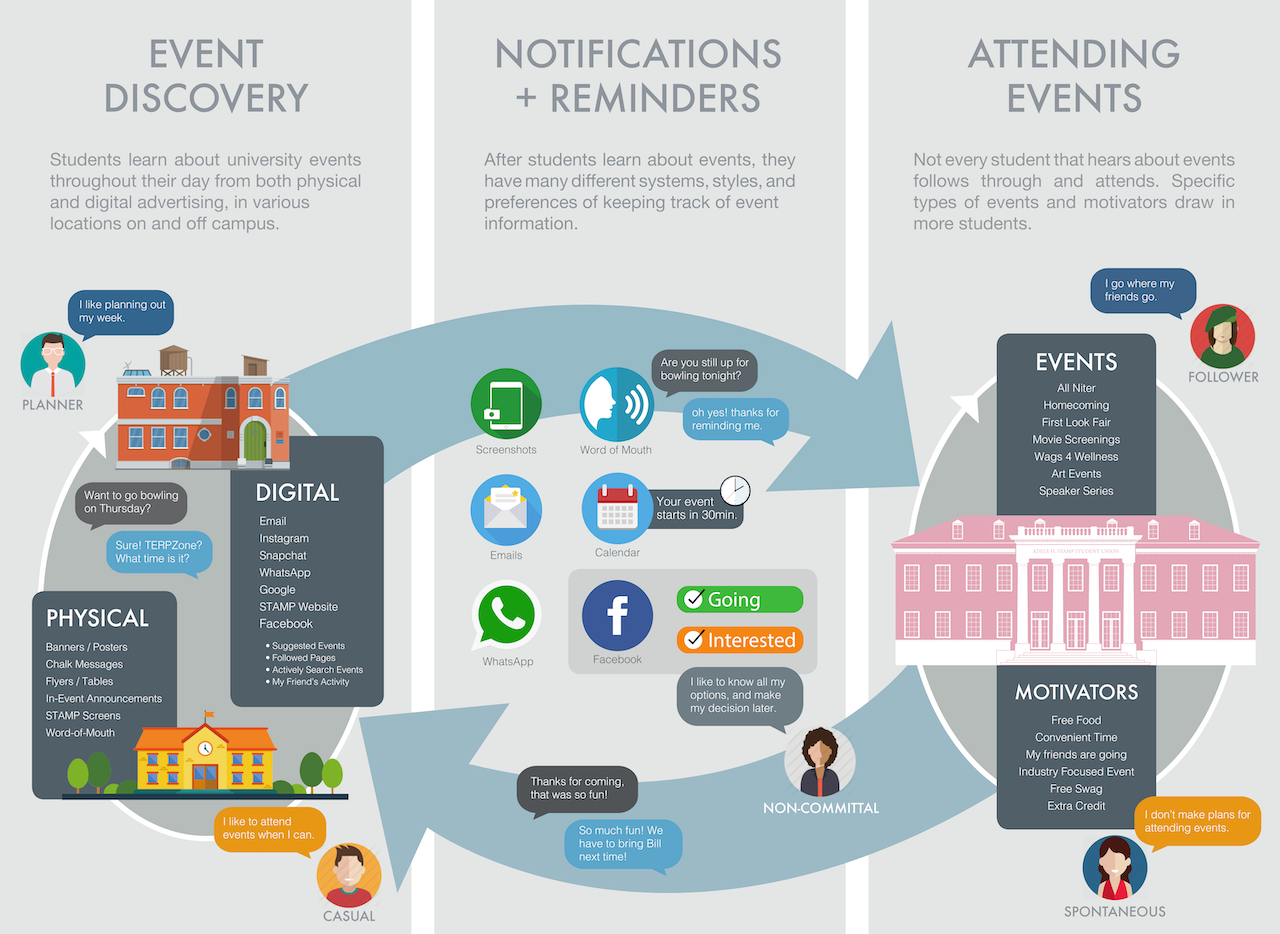 EVENT
DISCOVERY
Students learn about university events
throughout their day from both physical
and digital advertising, in various
locations on and off campus.
I like planning out
my week.
PLANNER
Want to go bowling
on Thursday?
Sure! TERPZone?
What time is it?
DIGITAL
Email
Instagram
Snapchat
WhatsApp
Google
STAMP Website
Facebook
• Suggested Events
• Followed Pages
• Actively Search Events
• My Friend's Activity
PHYSICAL
Banners / Posters
Chalk Messages
Flyers / Tables
In-Event Announcements
STAMP Screens
Word-of-Mouth
I like to attend
events when I can.
CASUAL
NOTIFICATIONS
+ REMINDERS
After students learn about events, they
have many different systems, styles, and
preferences of keeping track of event
information.
Screenshots
Word of Mouth
Are you still up for
bowling tonight?
oh yes! thanks for
reminding me.
Emails
Calendar
Your event
starts in 30min.
WhatsApp
Facebook
Going
Interested
I like to know all my
options, and make
my decision later.
NON-COMMITTAL
Thanks for coming,
that was so fun!
So much fun! We
have to bring Bill
next time!
ATTENDING
EVENTS
Not every student that hears about events
follows through and attends. Specific
types of events and motivators draw in
more students.
I go where my
friends go.
FOLLOWER
EVENTS
All Niter
Homecoming
First Look Fair
Movie Screenings
Wags 4 Wellness
Art Events
Speaker Series
ADELE H. STAMP STUDENT UNION
MOTIVATORS
Free Food
Convenient Time
My friends are going
Industry Focused Event
Free Swag
Extra Credit
I don't make plans for
attending events.
SPONTANEOUS